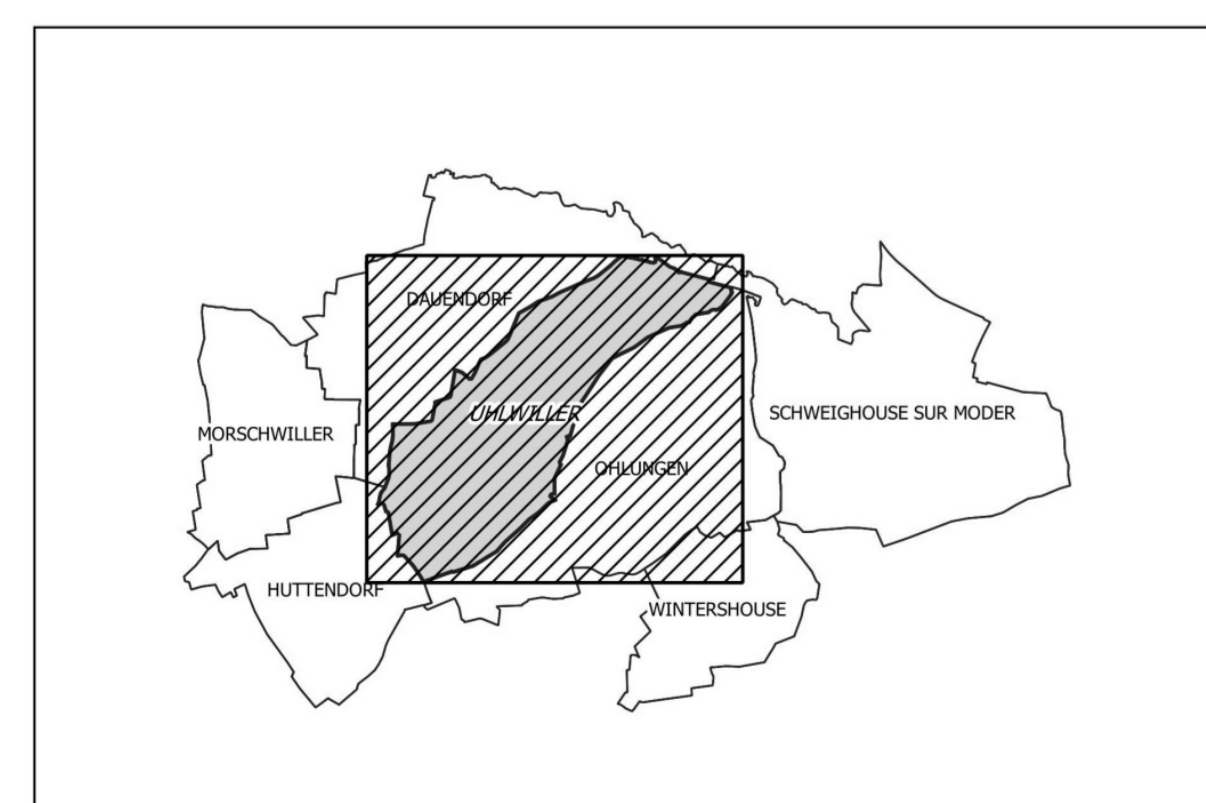 DAUENDORF
UHLWILLER
SCHWEIGHOUSE SUR MODER
MORSCHWILLER
OHLUNGEN
HUTTENDORF
WINTERSHOUSE